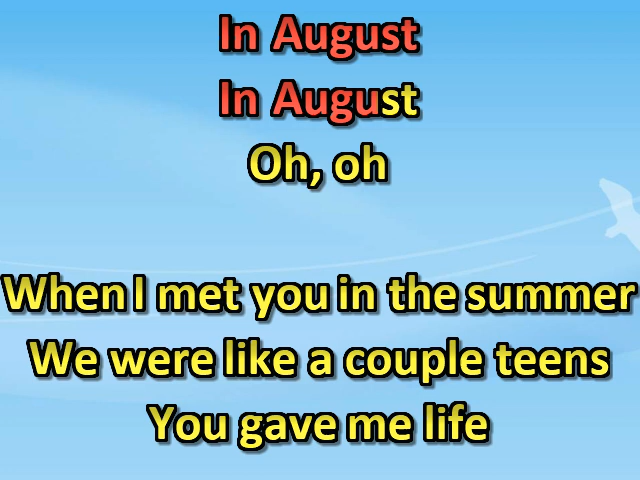 In August
In August
Oh, oh
When I met you in the summer
We were like a couple teens
You gave me life